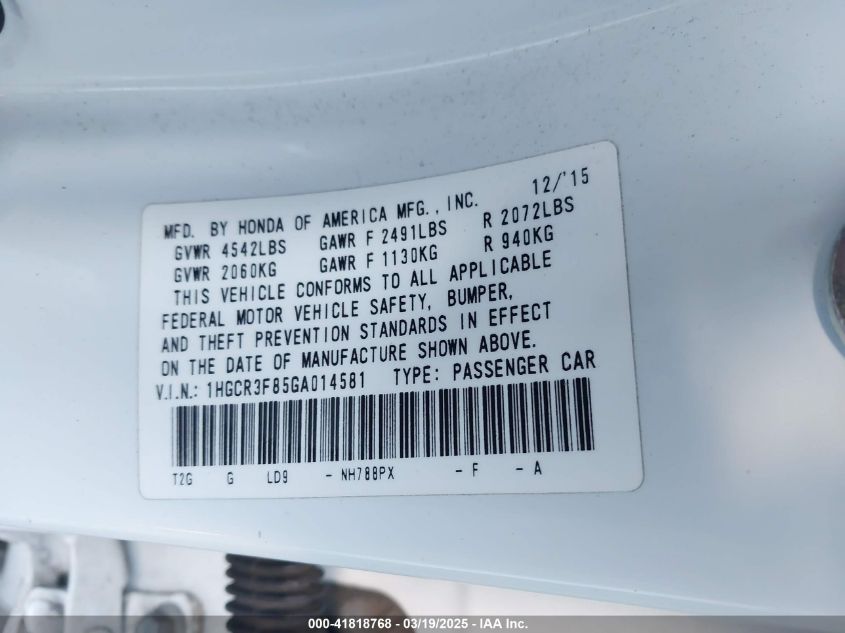 MFD. BY HONDA OF AMERICA MFG., INC. 12/'15
GVWR 4542LBS GAWR F 2491LBS R 2072LBS
GVWR 2060KG GAWR F 1130KG R 940KG
THIS VEHICLE CONFORMS TO ALL APPLICABLE
FEDERAL MOTOR VEHICLE SAFETY, BUMPER,
AND THEFT PREVENTION STANDARDS IN EFFECT
ON THE DATE OF MANUFACTURE SHOWN ABOVE.
V.I.N.: 1HGCR3F85GA014581 TYPE: PASSENGER CAR
T2G G LD9 - NH788PX - F - A
000-41818768 - 03/19/2025 - IAA Inc.